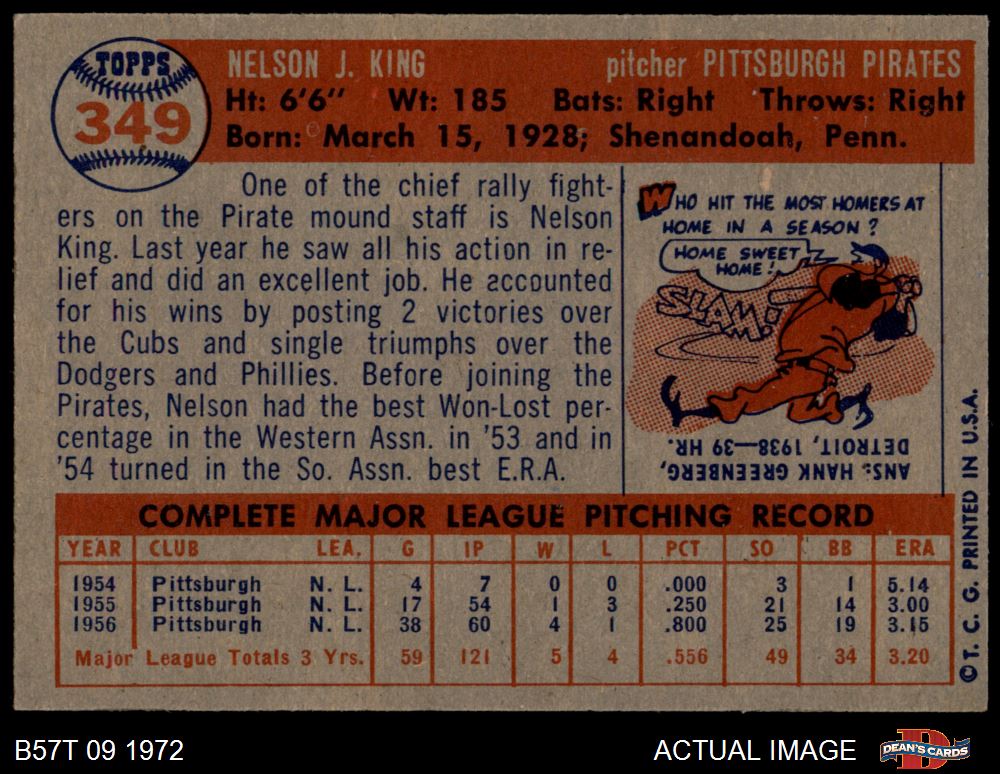 TOPPS
349
NELSON J. KING pitcher PITTSBURGH PIRATES
Ht: 6'6" Wt: 185 Bats: Right Throws: Right
Born: March 15, 1928; Shenandoah, Penn.
One of the chief rally fight-
ers on the Pirate mound staff is Nelson
King. Last year he saw all his action in re-
lief and did an excellent job. He accounted
for his wins by posting 2 victories over
the Cubs and single triumphs over the
Dodgers and Phillies. Before joining the
Pirates, Nelson had the best Won-Lost per-
centage in the Western Assn. in '53 and in
'54 turned in the So. Assn. best E.R.A.
WHO HIT THE MOST HOMERS AT
HOME IN A SEASON?
HOME SWEET
HOME!
SLAM!
ANS: HANK GREENBERG,
DETROIT, 1938—39 HR.
COMPLETE MAJOR LEAGUE PITCHING RECORD
YEAR CLUB LEA. G IP W L PCT SO BB ERA
1954 Pittsburgh N. L. 4 7 0 0 .000 3 1 5.14
1955 Pittsburgh N. L. 17 54 1 3 .250 21 14 3.00
1956 Pittsburgh N. L. 38 60 4 1 .800 25 19 3.15
Major League Totals 3 Yrs. 59 121 5 4 .556 49 34 3.20
© T. C. G. PRINTED IN U.S.A.
B57T 09 1972 ACTUAL IMAGE
DEAN'S CARDS